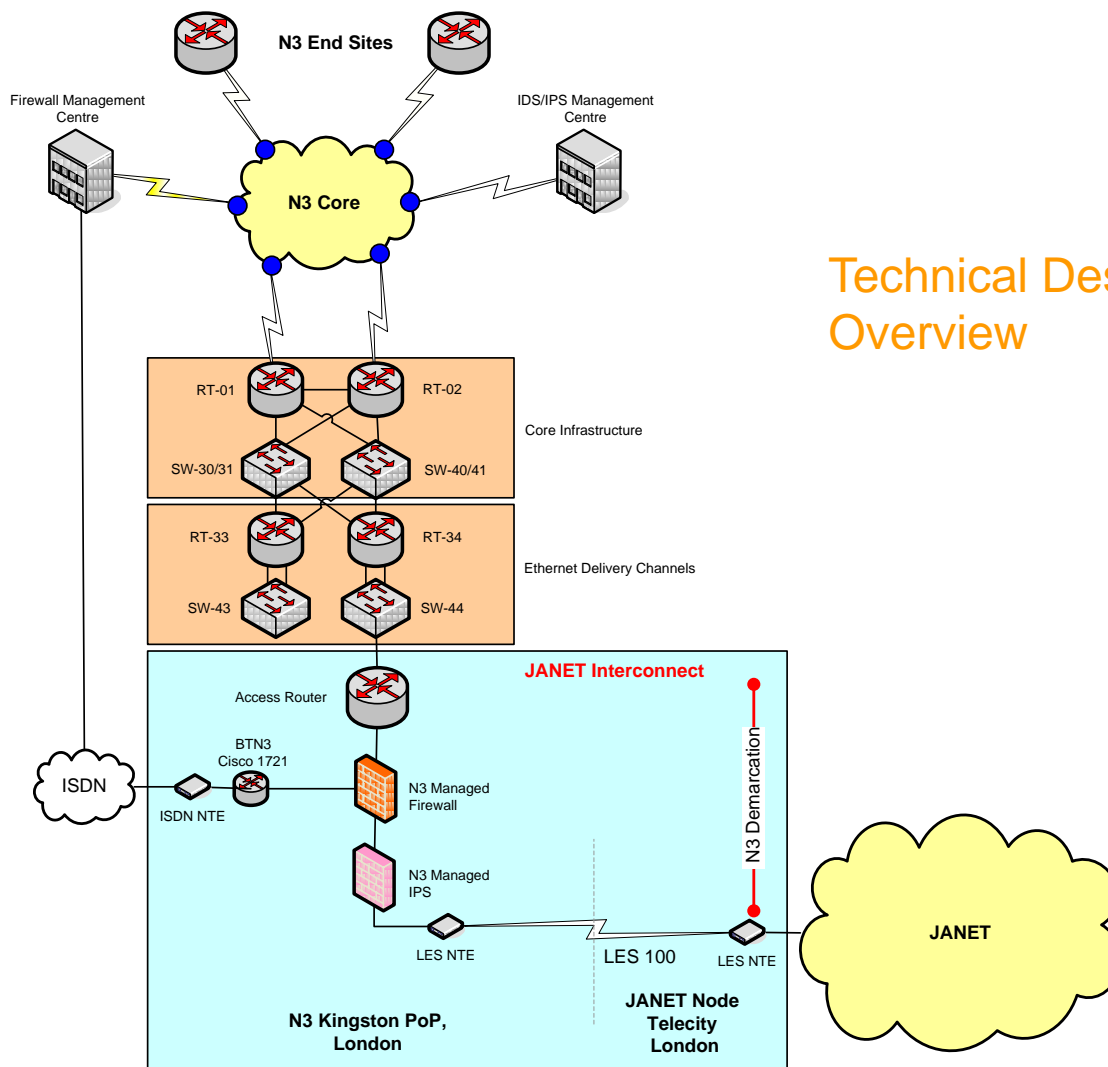 N3 End Sites
Firewall Management
Centre
IDS/IPS Management
Centre
N3 Core
Technical Des
Overview
RT-01
RT-02
Core Infrastructure
SW-30/31
SW-40/41
RT-33
RT-34
Ethernet Delivery Channels
SW-43
SW-44
JANET Interconnect
Access Router
N3 Demarcation
BTN3
Cisco 1721
ISDN
ISDN NTE
N3 Managed
Firewall
N3 Managed
IPS
LES NTE
LES 100
LES NTE
JANET
N3 Kingston PoP,
London
JANET Node
Telecity
London